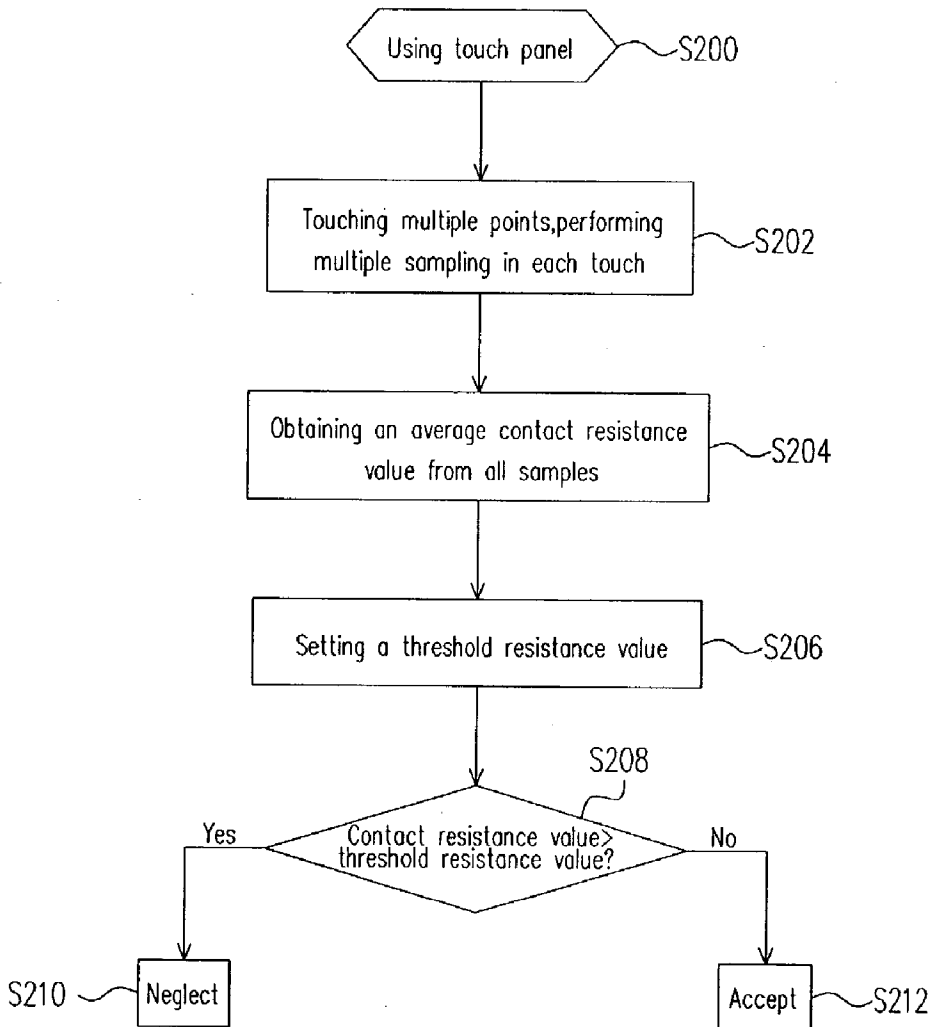 Using touch panel
S200
Touching multiple points,performing
multiple sampling in each touch
S202
Obtaining an average contact resistance
value from all samples
S204
Setting a threshold resistance value
S206
S208
Yes
Contact resistance value>
threshold resistance value?
No
S210
Neglect
Accept
S212